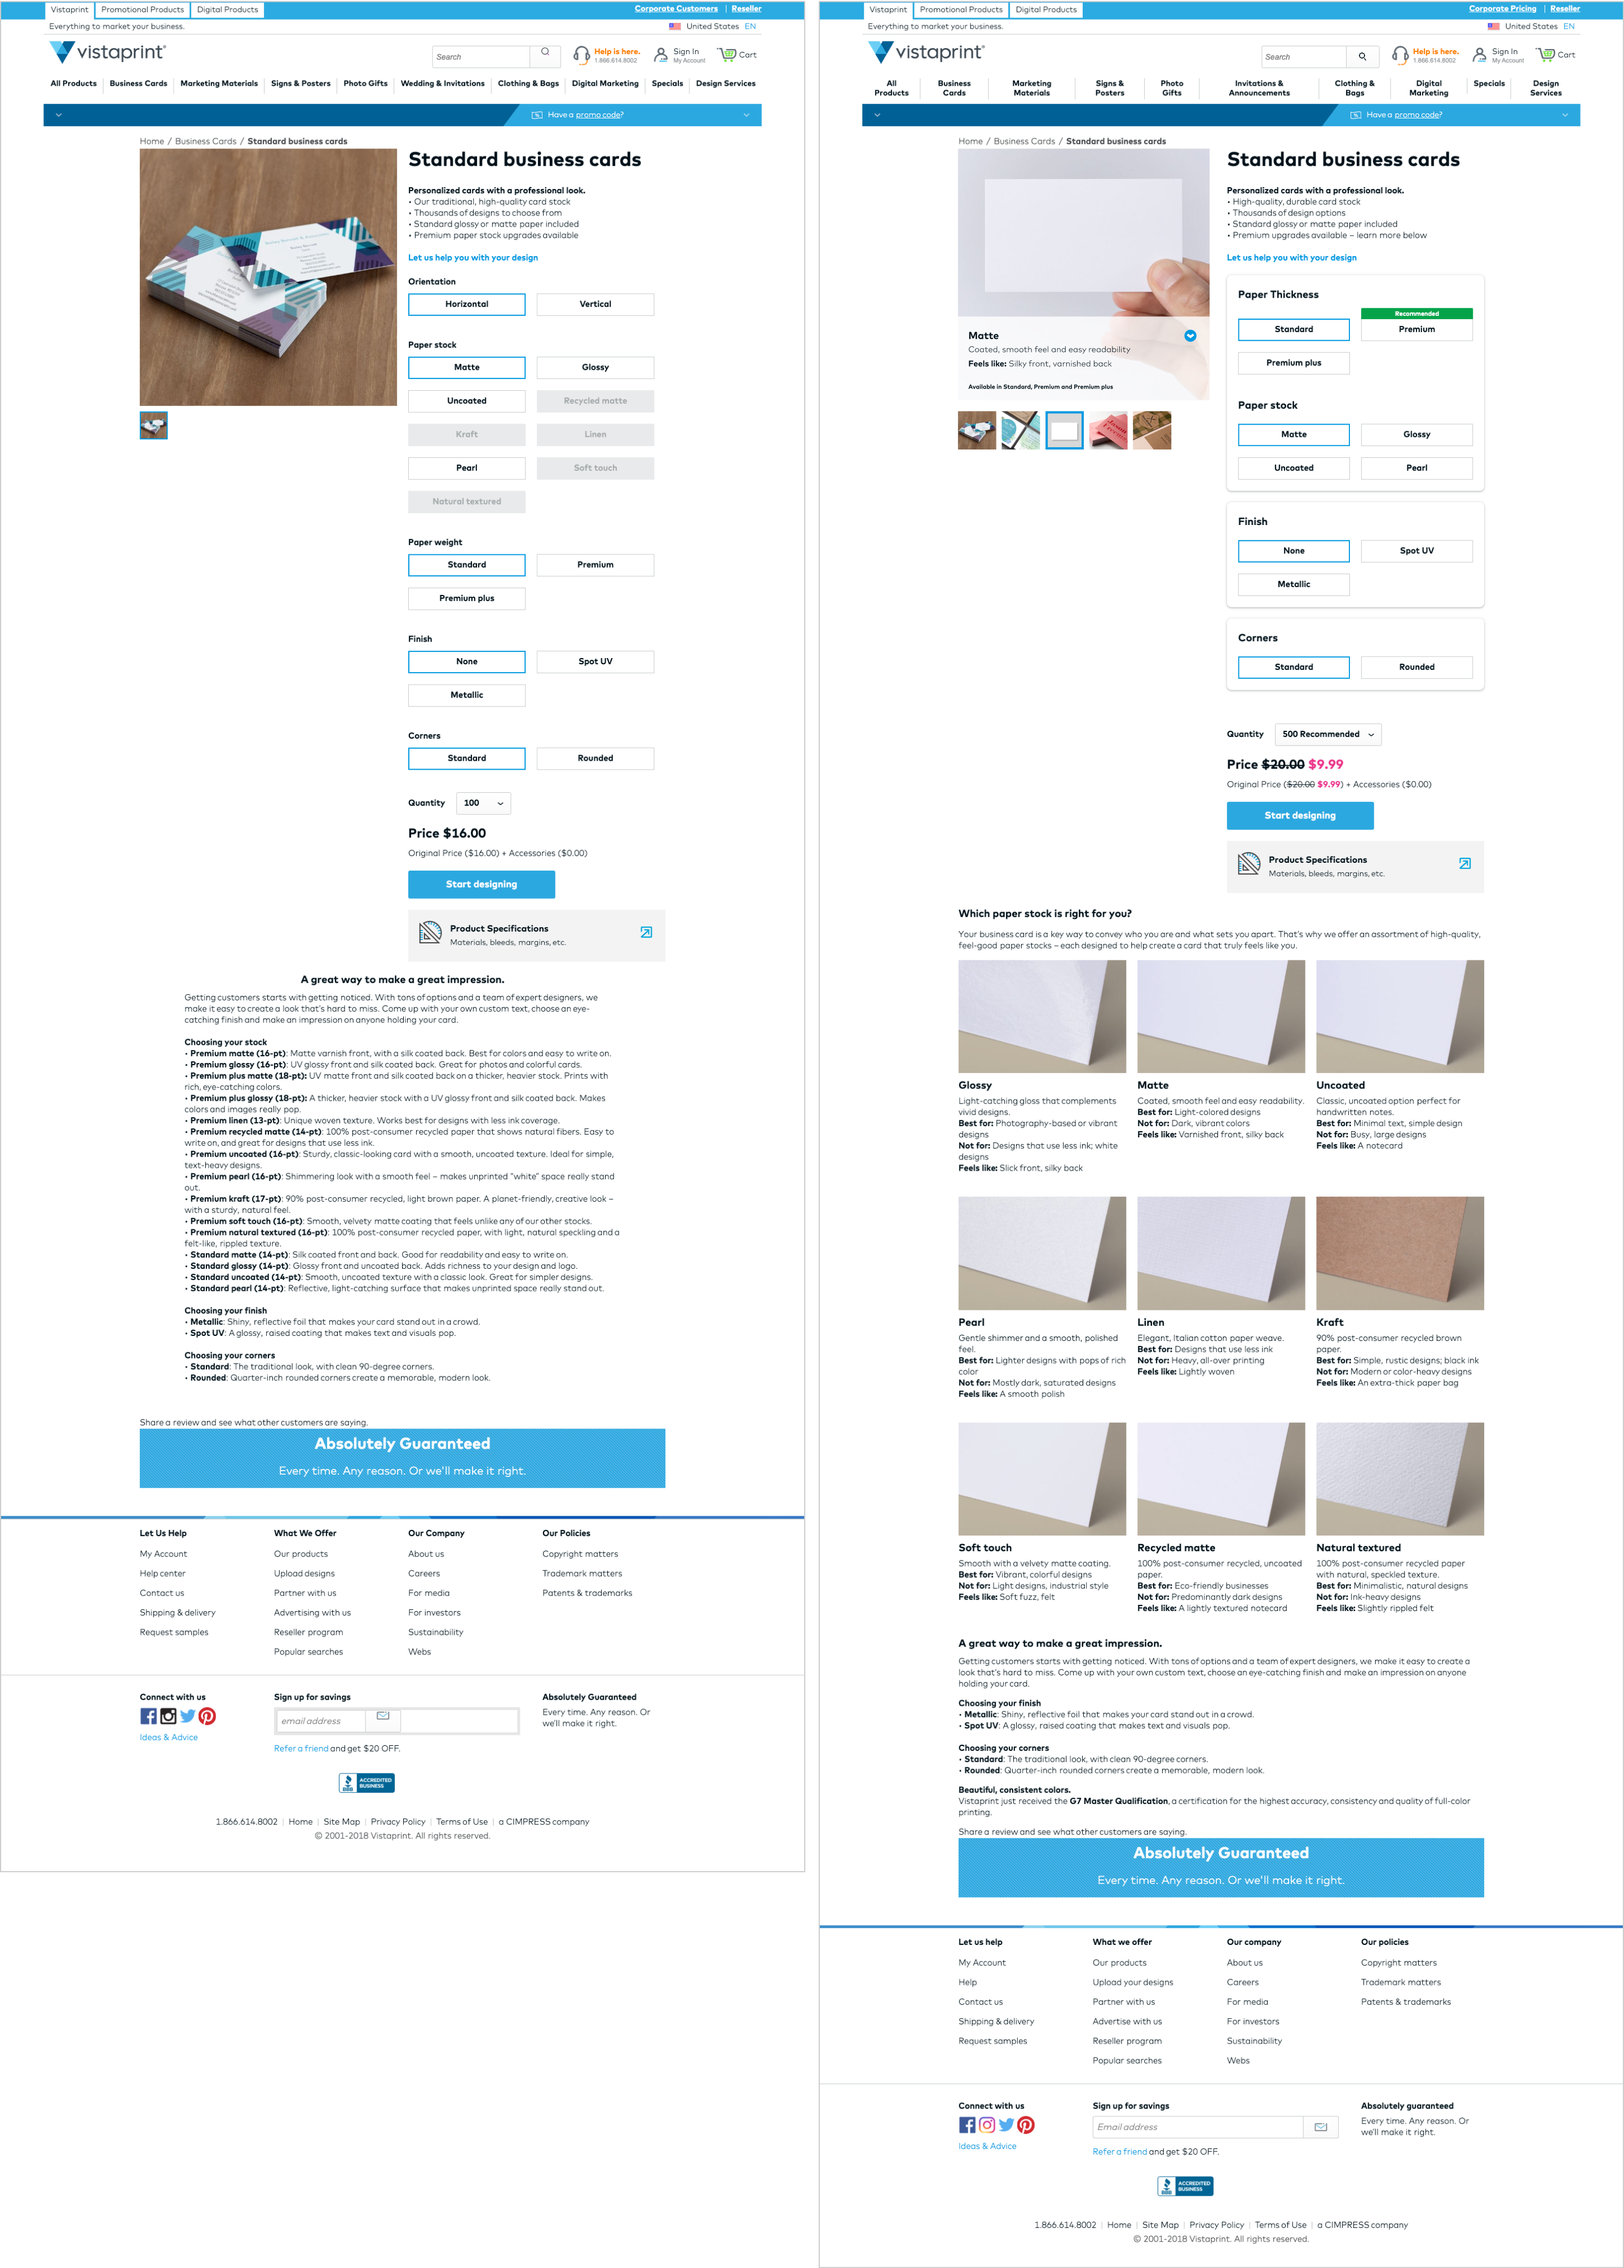 Vistaprint
Promotional Products
Digital Products
Corporate Customers | Reseller
Everything to market your business.
United States EN
vistaprint
Search
Help is here.
1.866.614.8002
Sign In
My Account
Cart
All Products
Business Cards
Marketing Materials
Signs & Posters
Photo Gifts
Wedding & Invitations
Clothing & Bags
Digital Marketing
Specials
Design Services
Have a promo code?
Home / Business Cards / Standard business cards
Standard business cards
Personalized cards with a professional look.
• Our traditional, high-quality card stock
• Thousands of designs to choose from
• Standard glossy or matte paper included
• Premium paper stock upgrades available
Let us help you with your design
Orientation
Horizontal
Vertical
Paper stock
Matte
Glossy
Uncoated
Recycled matte
Kraft
Linen
Pearl
Soft touch
Natural textured
Paper weight
Standard
Premium
Premium plus
Finish
None
Spot UV
Metallic
Corners
Standard
Rounded
Quantity 100
Price $16.00
Original Price ($16.00) + Accessories ($0.00)
Start designing
Product Specifications
Materials, bleeds, margins, etc.
A great way to make a great impression.
Getting customers starts with getting noticed. With tons of options and a team of expert designers, we
make it easy to create a look that's hard to miss. Come up with your own custom text, choose an eye-
catching finish and make an impression on anyone holding your card.
Choosing your stock
• Premium matte (16-pt): Matte varnish front, with a silk coated back. Best for colors and easy to write on.
• Premium glossy (16-pt): UV glossy front and silk coated back. Great for photos and colorful cards.
• Premium plus matte (18-pt): UV matte front and silk coated back on a thicker, heavier stock. Prints with
rich, eye-catching colors.
• Premium plus glossy (18-pt): A thicker, heavier stock with a UV glossy front and silk coated back. Makes
colors and images really pop.
• Premium linen (13-pt): Unique woven texture. Works best for designs with less ink coverage.
• Premium recycled matte (14-pt): 100% post-consumer recycled paper that shows natural fibers. Easy to
write on, and great for designs that use less ink.
• Premium uncoated (16-pt): Sturdy, classic-looking card with a smooth, uncoated texture. Ideal for simple,
text-heavy designs.
• Premium pearl (16-pt): Shimmering look with a smooth feel – makes unprinted "white" space really stand
out.
• Premium kraft (17-pt): 90% post-consumer recycled, light brown paper. A planet-friendly, creative look –
with a sturdy, natural feel.
• Premium soft touch (16-pt): Smooth, velvety matte coating that feels unlike any of our other stocks.
• Premium natural textured (16-pt): 100% post-consumer recycled paper, with light, natural speckling and a
felt-like, rippled texture.
• Standard matte (14-pt): Silk coated front and back. Good for readability and easy to write on.
• Standard glossy (14-pt): Glossy front and uncoated back. Adds richness to your design and logo.
• Standard uncoated (14-pt): Smooth, uncoated texture with a classic look. Great for simpler designs.
• Standard pearl (14-pt): Reflective, light-catching surface that makes unprinted space really stand out.
Choosing your finish
• Metallic: Shiny, reflective foil that makes your card stand out in a crowd.
• Spot UV: A glossy, raised coating that makes text and visuals pop.
Choosing your corners
• Standard: The traditional look, with clean 90-degree corners.
• Rounded: Quarter-inch rounded corners create a memorable, modern look.
Share a review and see what other customers are saying.
Absolutely Guaranteed
Every time. Any reason. Or we'll make it right.
Let Us Help
My Account
Help center
Contact us
Shipping & delivery
Request samples
What We Offer
Our products
Upload designs
Partner with us
Advertising with us
Reseller program
Popular searches
Our Company
About us
Careers
For media
For investors
Sustainability
Webs
Our Policies
Copyright matters
Trademark matters
Patents & trademarks
Connect with us
Ideas & Advice
Sign up for savings
email address
Refer a friend and get $20 OFF.
Absolutely Guaranteed
Every time. Any reason. Or
we'll make it right.
BBB
ACCREDITED
BUSINESS
1.866.614.8002 | Home | Site Map | Privacy Policy | Terms of Use | a CIMPRESS company
© 2001-2018 Vistaprint. All rights reserved.
Vistaprint
Promotional Products
Digital Products
Corporate Pricing | Reseller
Everything to market your business.
United States EN
vistaprint
Search
Help is here.
1.866.614.8002
Sign In
My Account
Cart
All
Products
Business
Cards
Marketing
Materials
Signs &
Posters
Photo
Gifts
Invitations &
Announcements
Clothing &
Bags
Digital
Marketing
Specials
Design
Services
Have a promo code?
Home / Business Cards / Standard business cards
Matte
Coated, smooth feel and easy readability
Feels like: Silky front, varnished back
Available in Standard, Premium and Premium plus
Standard business cards
Personalized cards with a professional look.
• High-quality, durable card stock
• Thousands of design options
• Standard glossy or matte paper included
• Premium upgrades available – learn more below
Let us help you with your design
Paper Thickness
Standard
Recommended
Premium
Premium plus
Paper stock
Matte
Glossy
Uncoated
Pearl
Finish
None
Spot UV
Metallic
Corners
Standard
Rounded
Quantity 500 Recommended
Price $20.00 $9.99
Original Price ($20.00 $9.99) + Accessories ($0.00)
Start designing
Product Specifications
Materials, bleeds, margins, etc.
Which paper stock is right for you?
Your business card is a key way to convey who you are and what sets you apart. That's why we offer an assortment of high-quality,
feel-good paper stocks – each designed to help create a card that truly feels like you.
Glossy
Light-catching gloss that complements
vivid designs.
Best for: Photography-based or vibrant
designs
Not for: Designs that use less ink; white
designs
Feels like: Slick front, silky back
Matte
Coated, smooth feel and easy readability.
Best for: Light-colored designs
Not for: Dark, vibrant colors
Feels like: Varnished front, silky back
Uncoated
Classic, uncoated option perfect for
handwritten notes.
Best for: Minimal text, simple design
Not for: Busy, large designs
Feels like: A notecard
Pearl
Gentle shimmer and a smooth, polished
feel.
Best for: Lighter designs with pops of rich
color
Not for: Mostly dark, saturated designs
Feels like: A smooth polish
Linen
Elegant, Italian cotton paper weave.
Best for: Designs that use less ink
Not for: Heavy, all-over printing
Feels like: Lightly woven
Kraft
90% post-consumer recycled brown
paper.
Best for: Simple, rustic designs; black ink
Not for: Modern or color-heavy designs
Feels like: An extra-thick paper bag
Soft touch
Smooth with a velvety matte coating.
Best for: Vibrant, colorful designs
Not for: Light designs, industrial style
Feels like: Soft fuzz, felt
Recycled matte
100% post-consumer recycled, uncoated
paper.
Best for: Eco-friendly businesses
Not for: Predominantly dark designs
Feels like: A lightly textured notecard
Natural textured
100% post-consumer recycled paper
with natural, speckled texture.
Best for: Minimalistic, natural designs
Not for: Ink-heavy designs
Feels like: Slightly rippled felt
A great way to make a great impression.
Getting customers starts with getting noticed. With tons of options and a team of expert designers, we make it easy to create a
look that's hard to miss. Come up with your own custom text, choose an eye-catching finish and make an impression on anyone
holding your card.
Choosing your finish
• Metallic: Shiny, reflective foil that makes your card stand out in a crowd.
• Spot UV: A glossy, raised coating that makes text and visuals pop.
Choosing your corners
• Standard: The traditional look, with clean 90-degree corners.
• Rounded: Quarter-inch rounded corners create a memorable, modern look.
Beautiful, consistent colors.
Vistaprint just received the G7 Master Qualification, a certification for the highest accuracy, consistency and quality of full-color
printing.
Share a review and see what other customers are saying.
Absolutely Guaranteed
Every time. Any reason. Or we'll make it right.
Let us help
My Account
Help
Contact us
Shipping & delivery
Request samples
What we offer
Our products
Upload your designs
Partner with us
Advertise with us
Reseller program
Popular searches
Our company
About us
Careers
For media
For investors
Sustainability
Webs
Our policies
Copyright matters
Trademark matters
Patents & trademarks
Connect with us
Ideas & Advice
Sign up for savings
Email address
Refer a friend and get $20 OFF.
Absolutely guaranteed
Every time. Any reason. Or
we'll make it right.
BBB
ACCREDITED
BUSINESS
1.866.614.8002 | Home | Site Map | Privacy Policy | Terms of Use | a CIMPRESS company
© 2001-2018 Vistaprint. All rights reserved.